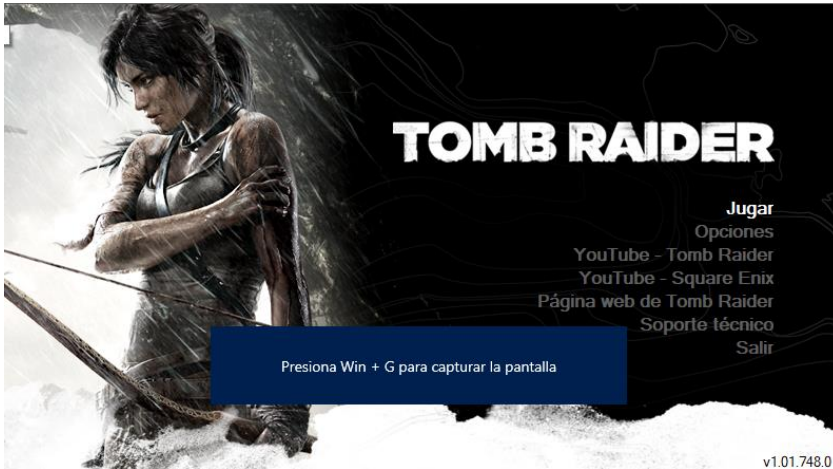 TOMB RAIDER
Jugar
Opciones
YouTube - Tomb Raider
YouTube - Square Enix
Página web de Tomb Raider
Soporte técnico
Salir
Presiona Win + G para capturar la pantalla
v1.01.748.0